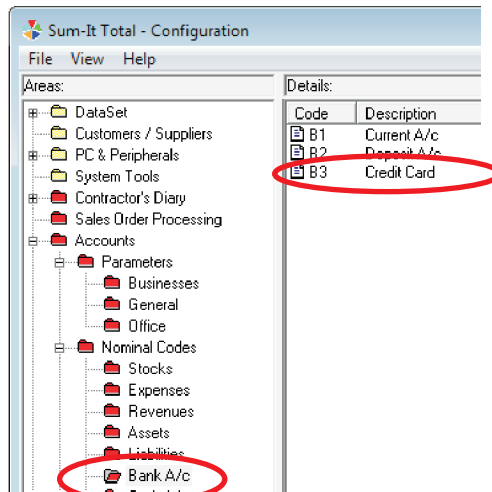 Sum-It Total - Configuration
File View Help
Areas:
DataSet
Customers / Suppliers
PC & Peripherals
System Tools
Contractor's Diary
Sales Order Processing
Accounts
Parameters
Businesses
General
Office
Nominal Codes
Stocks
Expenses
Revenues
Assets
Liabilities
Bank A/c
Details:
Code Description
B1 Current A/c
B2 Deposit A/c
B3 Credit Card